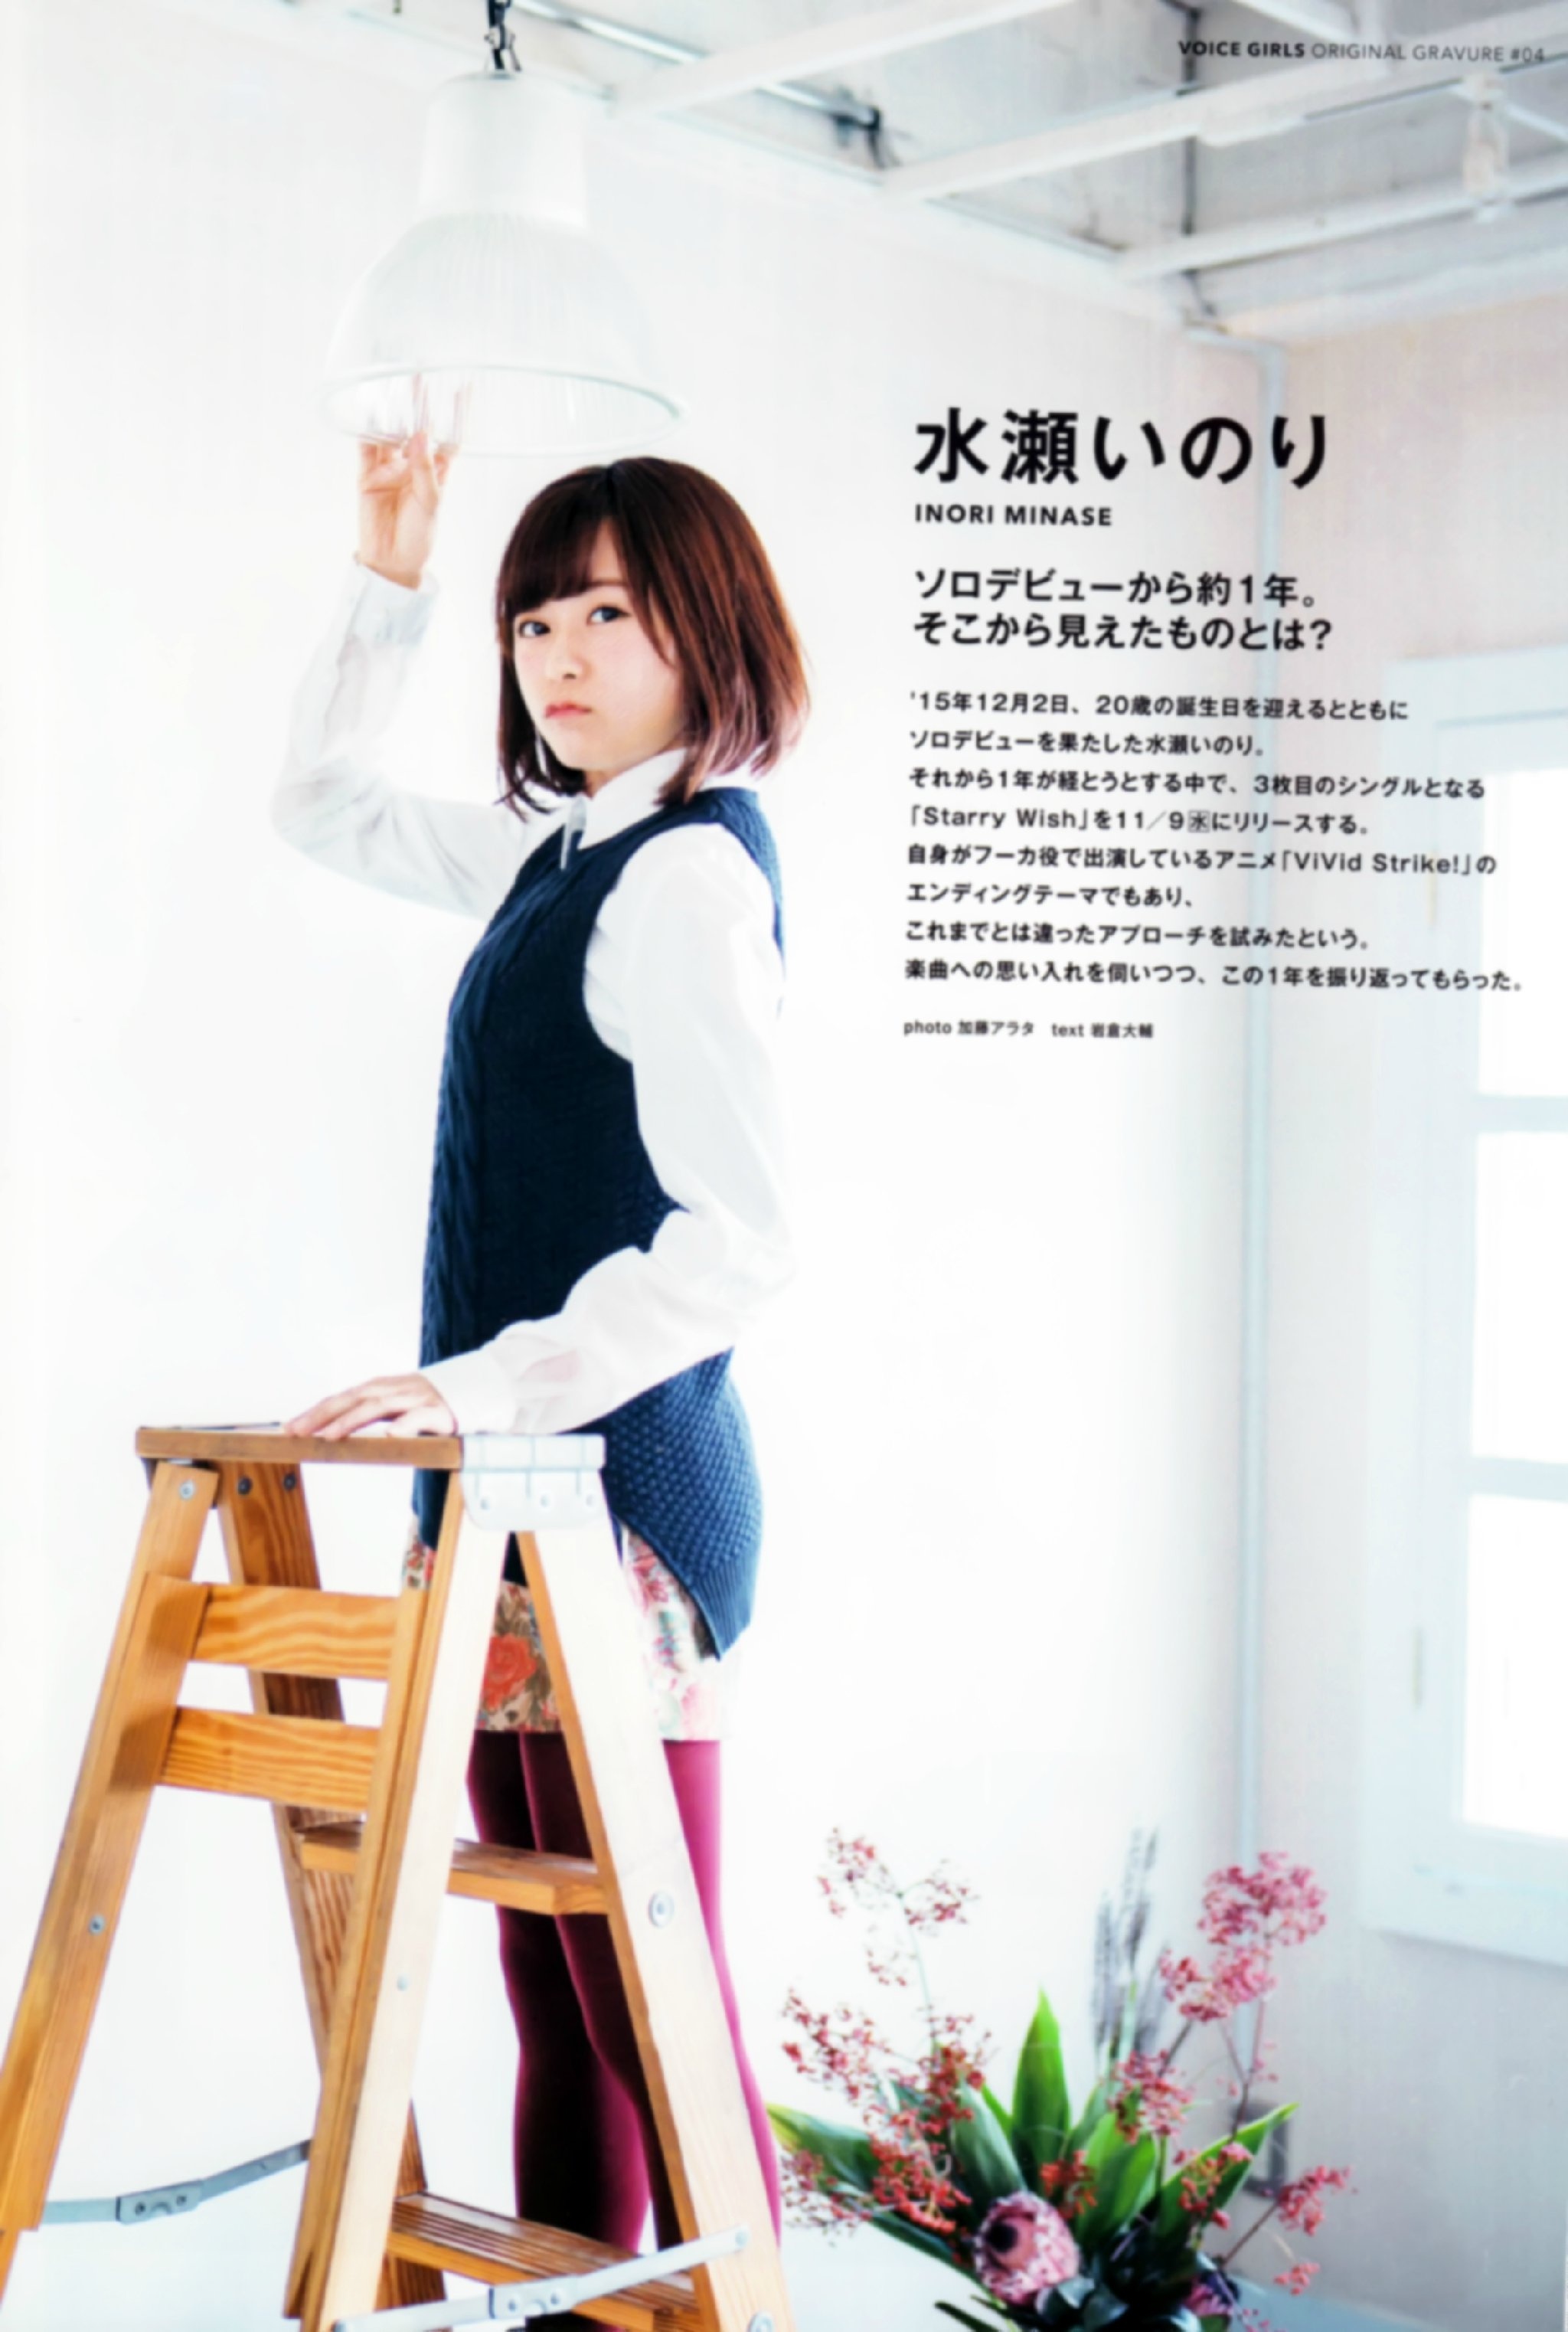 VOICE GIRLS ORIGINAL GRAVURE #04
水瀬いのり
INORI MINASE
ソロデビューから約1年。
そこから見えたものとは?
'15年12月2日、20歳の誕生日を迎えるとともに
ソロデビューを果たした水瀬いのり。
それから1年が経とうとする中で、3枚目のシングルとなる
「Starry Wish」を11／9㊌にリリースする。
自身がフーカ役で出演しているアニメ「ViVid Strike!」の
エンディングテーマでもあり、
これまでとは違ったアプローチを試みたという。
楽曲への思い入れを伺いつつ、この1年を振り返ってもらった。
photo 加藤アラタ　text 岩倉大輔